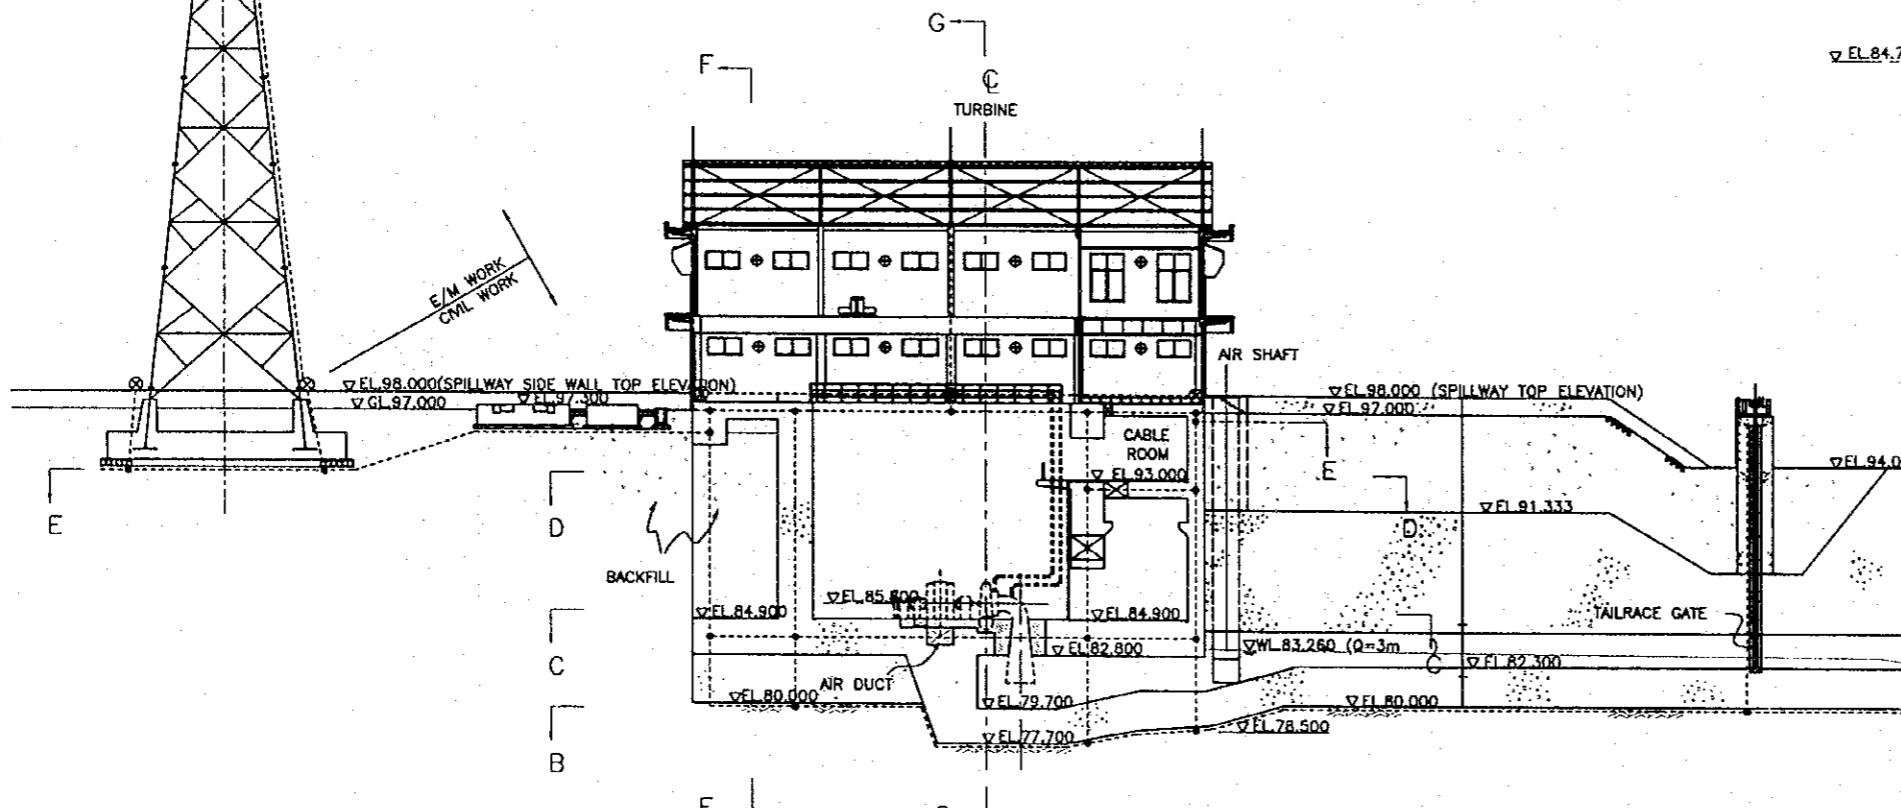 G
EL.84.7
F
℄
TURBINE
E/M WORK
CIVIL WORK
AIR SHAFT
EL.98.000(SPILLWAY SIDE WALL TOP ELEVATION)
EL.98.000 (SPILLWAY TOP ELEVATION)
GL.97.000
EL.97.300
EL.97.000
CABLE
ROOM
EL.93.000
E
EL.94.0
E
D
EL.91.333
D
BACKFILL
EL.84.900
EL.84.900
TAILRACE GATE
C
EL.82.800
WL.83.260 (Q=3m
C
EL.82.300
AIR DUCT
EL.80.000
EL.79.700
EL.80.000
B
EL.77.700
EL.78.500